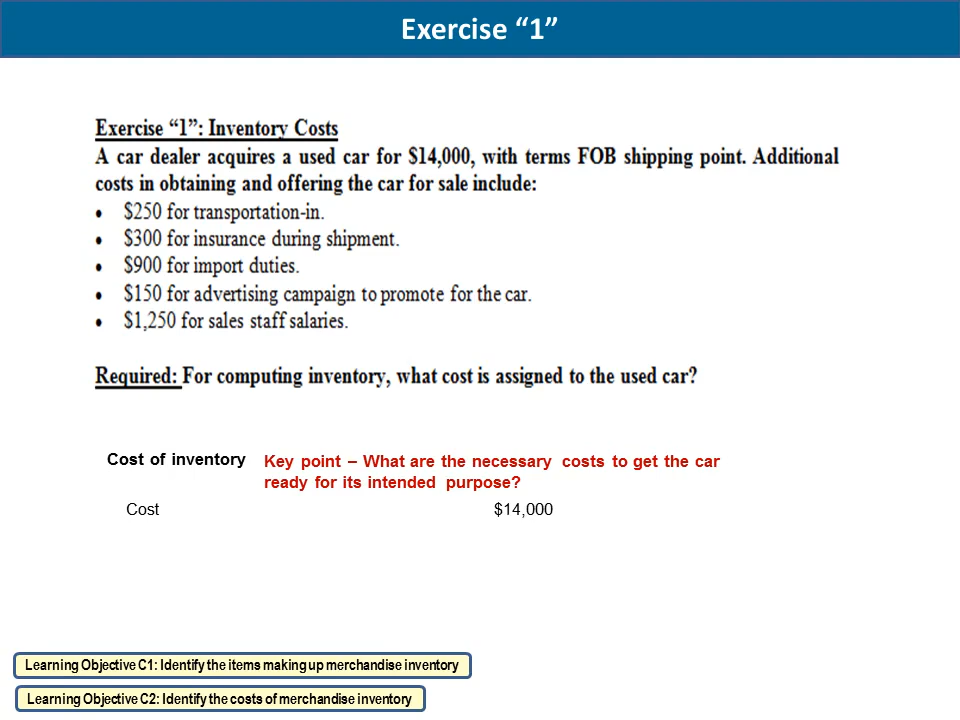 Exercise “1”
Exercise “1”: Inventory Costs
A car dealer acquires a used car for $14,000, with terms FOB shipping point. Additional
costs in obtaining and offering the car for sale include:
• $250 for transportation-in.
• $300 for insurance during shipment.
• $900 for import duties.
• $150 for advertising campaign to promote for the car.
• $1,250 for sales staff salaries.
Required: For computing inventory, what cost is assigned to the used car?
Cost of inventory Key point – What are the necessary costs to get the car
ready for its intended purpose?
Cost $14,000
Learning Objective C1: Identify the items making up merchandise inventory
Learning Objective C2: Identify the costs of merchandise inventory